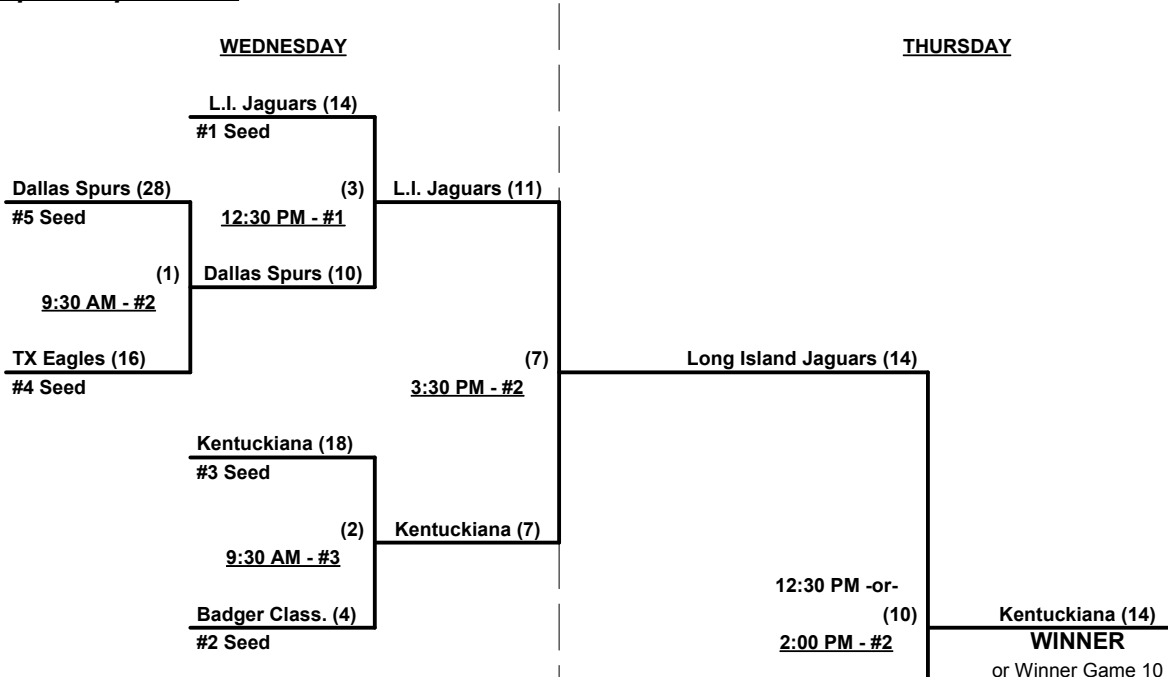 WEDNESDAY
THURSDAY
L.I. Jaguars (14)
#1 Seed
Dallas Spurs (28)
(3)
L.I. Jaguars (11)
#5 Seed
12:30 PM - #1
(1)
Dallas Spurs (10)
9:30 AM - #2
TX Eagles (16)
(7)
Long Island Jaguars (14)
#4 Seed
3:30 PM - #2
Kentuckiana (18)
#3 Seed
(2)
Kentuckiana (7)
9:30 AM - #3
12:30 PM -or-
Badger Class. (4)
(10)
Kentuckiana (14)
#2 Seed
2:00 PM - #2
WINNER
or Winner Game 10